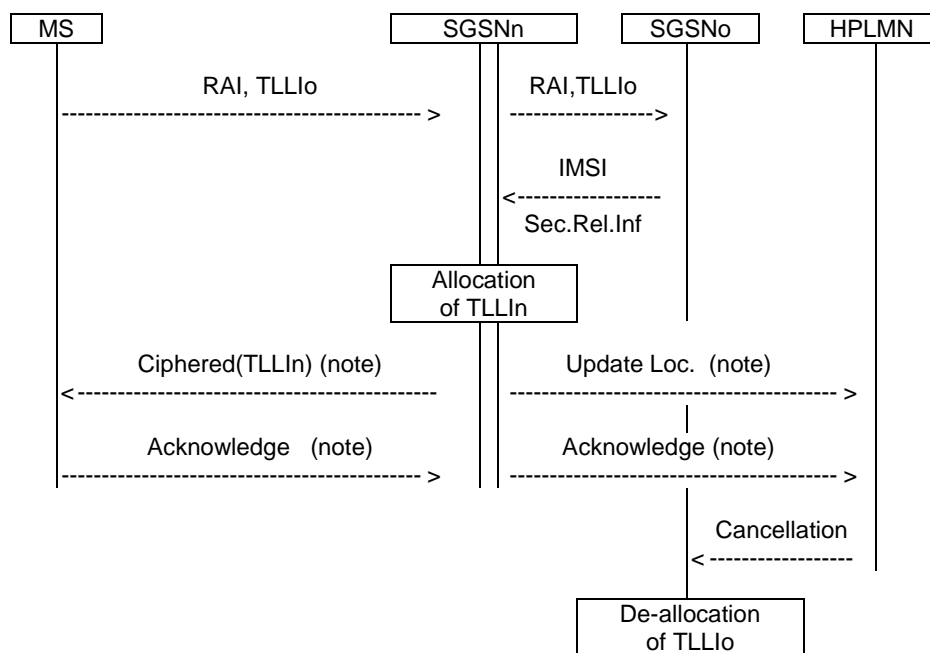 MS SGSNn SGSNo HPLMN
RAI, TLLIo RAI,TLLIo
IMSI
Sec.Rel.Inf
Allocation
of TLLIn
Ciphered(TLLIn) (note) Update Loc. (note)
Acknowledge (note) Acknowledge (note)
Cancellation
De-allocation
of TLLIo